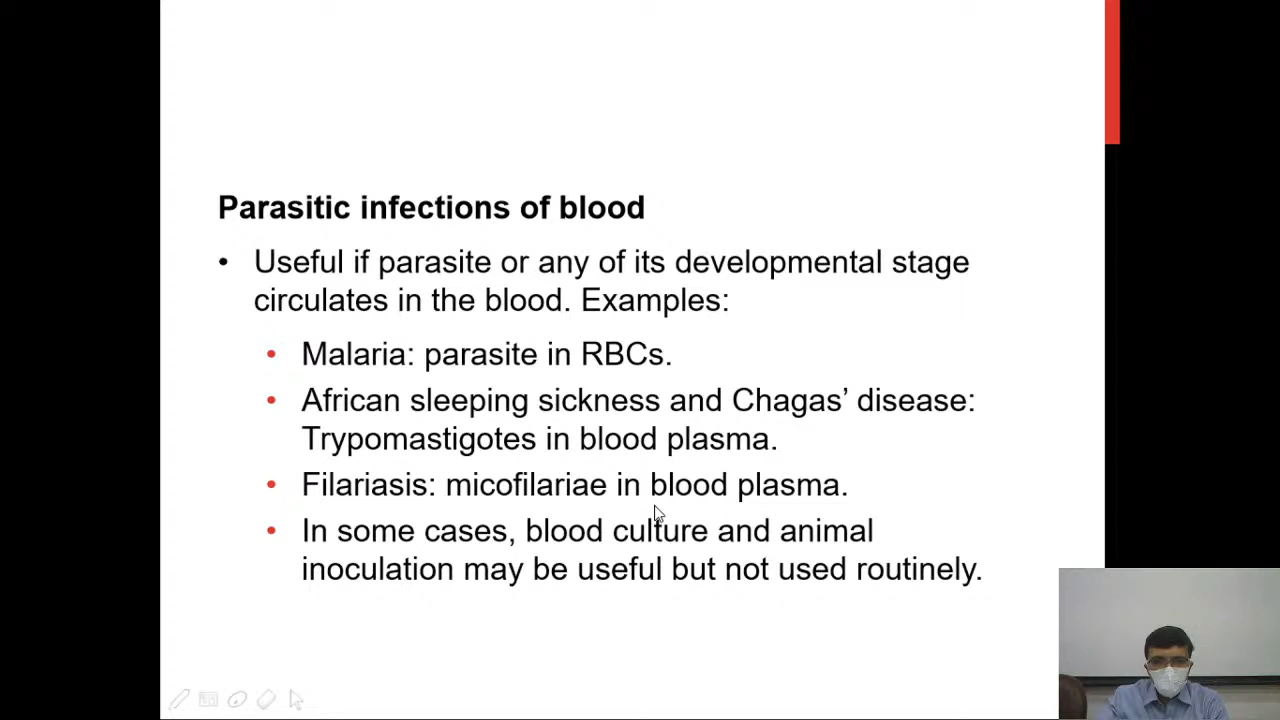 Parasitic infections of blood
• Useful if parasite or any of its developmental stage
circulates in the blood. Examples:
• Malaria: parasite in RBCs.
• African sleeping sickness and Chagas’ disease:
Trypomastigotes in blood plasma.
• Filariasis: micofilariae in blood plasma.
• In some cases, blood culture and animal
inoculation may be useful but not used routinely.